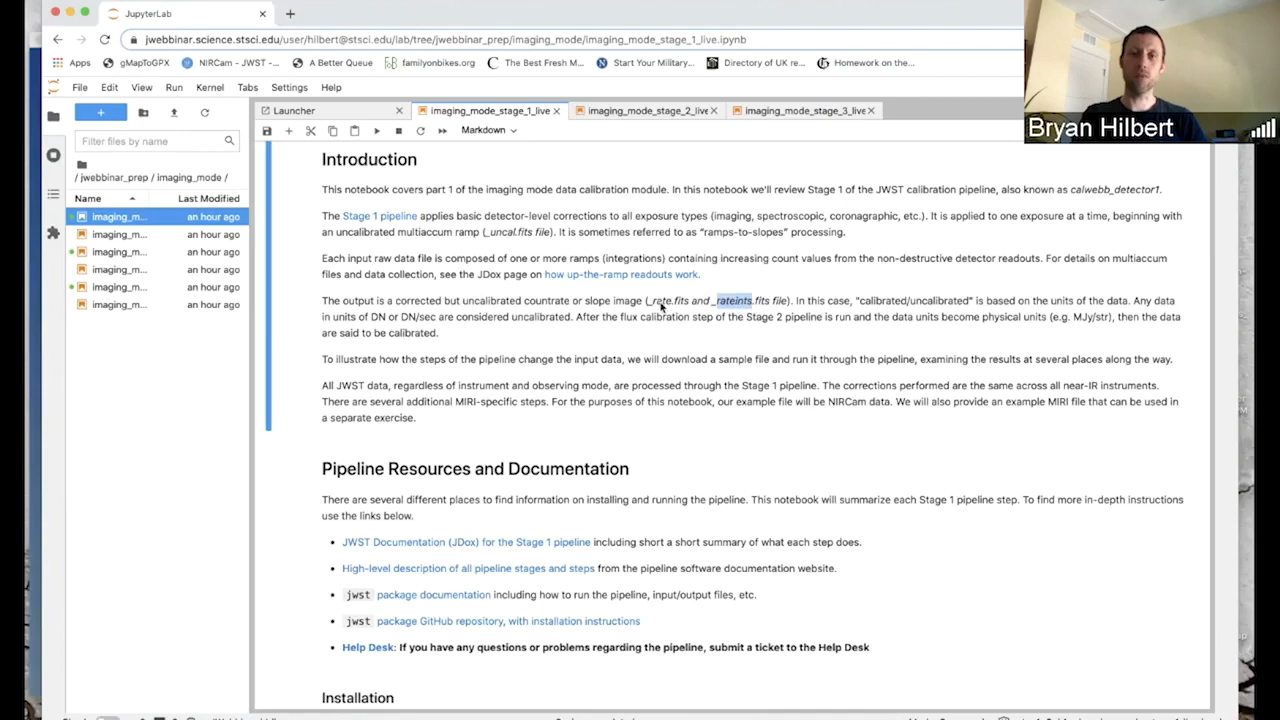 JupyterLab
jwebbinar.science.stsci.edu/user/hilbert@stsci.edu/lab/tree/jwebbinar_prep/imaging_mode/imaging_mode_stage_1_live.ipynb
Apps gMapToGPX NIRCam - JWST -... A Better Queue familyonbikes.org The Best Fresh M... Start Your Military... Directory of UK re... Homework on the...
File Edit View Run Kernel Tabs Settings Help
Launcher imaging_mode_stage_1_live imaging_mode_stage_2_live imaging_mode_stage_3_live
Markdown
Filter files by name
/ jwebbinar_prep / imaging_mode /
Name Last Modified
imaging_m... an hour ago
imaging_m... an hour ago
imaging_m... an hour ago
imaging_m... an hour ago
imaging_m... an hour ago
imaging_m... an hour ago
Bryan Hilbert
Introduction
This notebook covers part 1 of the imaging mode data calibration module. In this notebook we'll review Stage 1 of the JWST calibration pipeline, also known as calwebb_detector1.
The Stage 1 pipeline applies basic detector-level corrections to all exposure types (imaging, spectroscopic, coronagraphic, etc.). It is applied to one exposure at a time, beginning with
an uncalibrated multiaccum ramp (_uncal.fits file). It is sometimes referred to as “ramps-to-slopes” processing.
Each input raw data file is composed of one or more ramps (integrations) containing increasing count values from the non-destructive detector readouts. For details on multiaccum
files and data collection, see the JDox page on how up-the-ramp readouts work.
The output is a corrected but uncalibrated countrate or slope image (_rate.fits and _rateints.fits file). In this case, "calibrated/uncalibrated" is based on the units of the data. Any data
in units of DN or DN/sec are considered uncalibrated. After the flux calibration step of the Stage 2 pipeline is run and the data units become physical units (e.g. MJy/str), then the data
are said to be calibrated.
To illustrate how the steps of the pipeline change the input data, we will download a sample file and run it through the pipeline, examining the results at several places along the way.
All JWST data, regardless of instrument and observing mode, are processed through the Stage 1 pipeline. The corrections performed are the same across all near-IR instruments.
There are several additional MIRI-specific steps. For the purposes of this notebook, our example file will be NIRCam data. We will also provide an example MIRI file that can be used in
a separate exercise.
Pipeline Resources and Documentation
There are several different places to find information on installing and running the pipeline. This notebook will summarize each Stage 1 pipeline step. To find more in-depth instructions
use the links below.
• JWST Documentation (JDox) for the Stage 1 pipeline including short a short summary of what each step does.
• High-level description of all pipeline stages and steps from the pipeline software documentation website.
• jwst package documentation including how to run the pipeline, input/output files, etc.
• jwst package GitHub repository, with installation instructions
• Help Desk: If you have any questions or problems regarding the pipeline, submit a ticket to the Help Desk
Installation